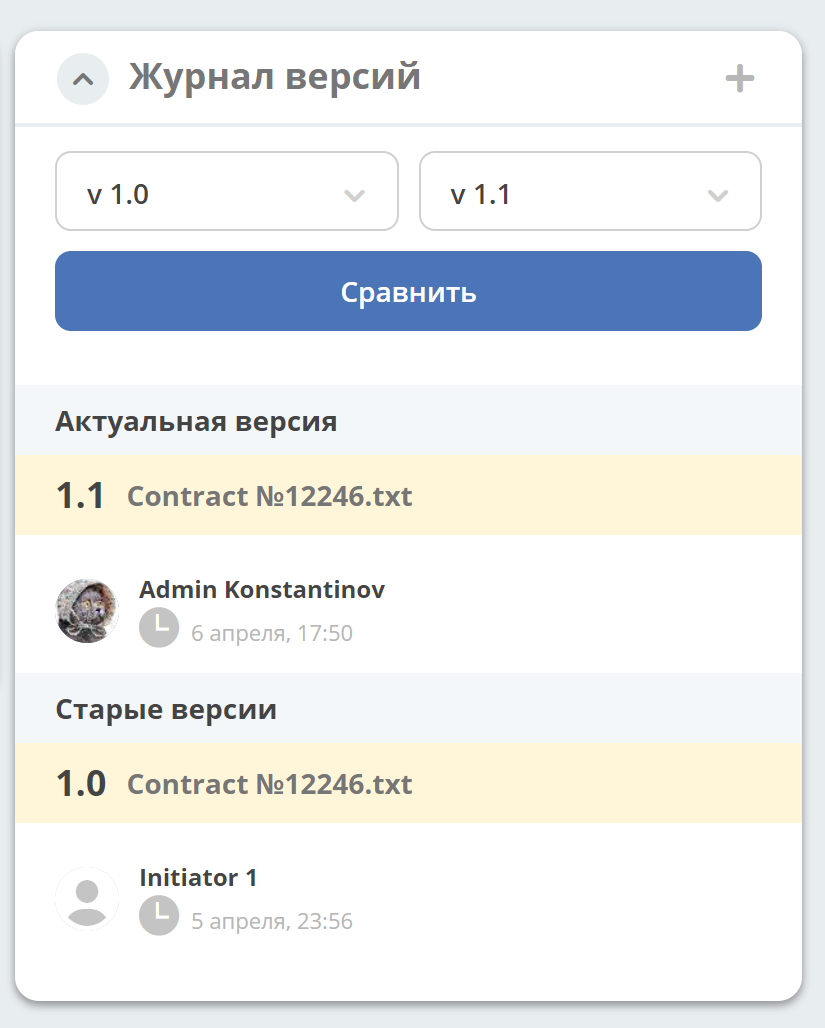 Журнал версий
v 1.0
v 1.1
Сравнить
Актуальная версия
1.1 Contract №12246.txt
Admin Konstantinov
6 апреля, 17:50
Старые версии
1.0 Contract №12246.txt
Initiator 1
5 апреля, 23:56